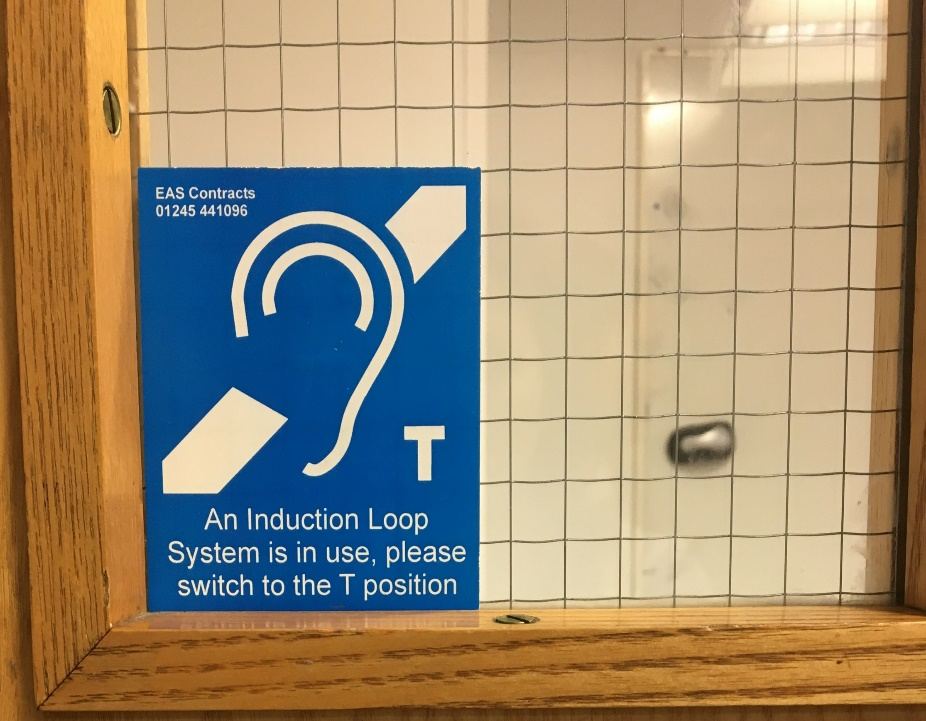 EAS Contracts
01245 441096
T
An Induction Loop
System is in use, please
switch to the T position